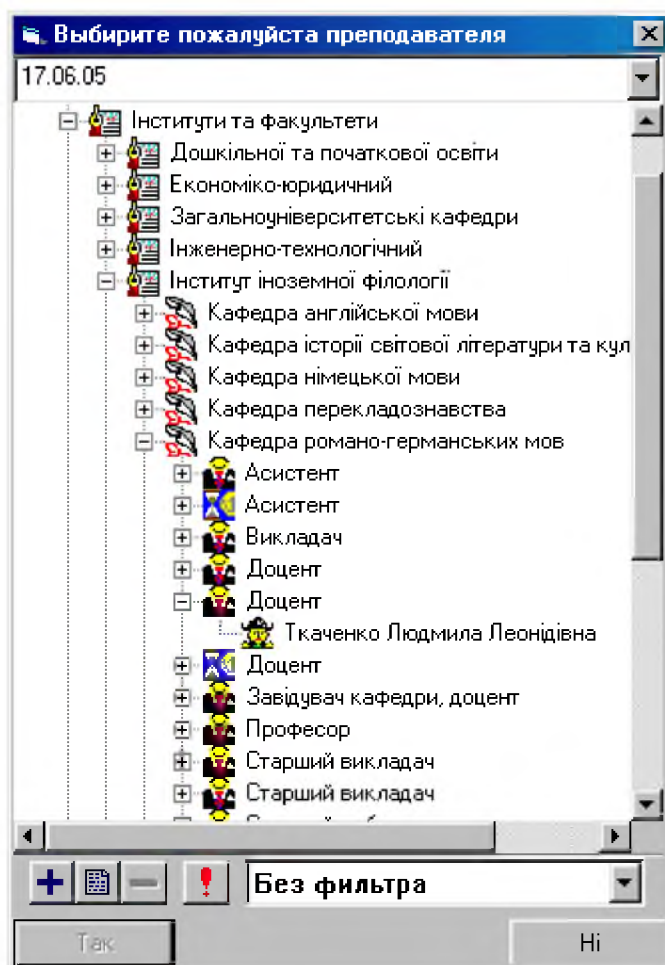 Выбирите пожалуйста преподавателя
17.06.05
Інститути та факультети
Дошкільної та початкової освіти
Економіко-юридичний
Загальноуніверситетські кафедри
Інженерно-технологічний
Інститут іноземної філології
Кафедра англійської мови
Кафедра історії світової літератури та кул
Кафедра німецької мови
Кафедра перекладознавства
Кафедра романо-германських мов
Асистент
Асистент
Викладач
Доцент
Доцент
Ткаченко Людмила Леонідівна
Доцент
Завідувач кафедри, доцент
Професор
Старший викладач
Старший викладач
Без фильтра
Так
Ні